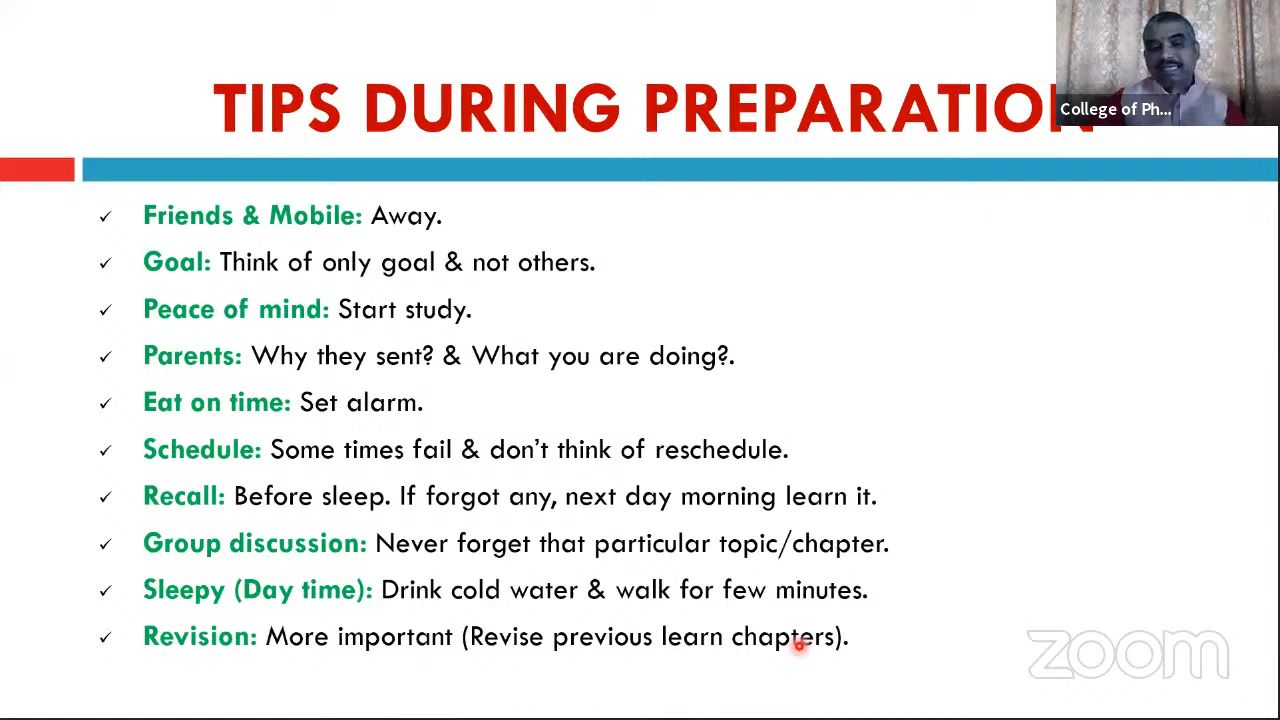 TIPS DURING PREPARATION
College of Ph...
✓ Friends & Mobile: Away.
✓ Goal: Think of only goal & not others.
✓ Peace of mind: Start study.
✓ Parents: Why they sent? & What you are doing?.
✓ Eat on time: Set alarm.
✓ Schedule: Some times fail & don't think of reschedule.
✓ Recall: Before sleep. If forgot any, next day morning learn it.
✓ Group discussion: Never forget that particular topic/chapter.
✓ Sleepy (Day time): Drink cold water & walk for few minutes.
✓ Revision: More important (Revise previous learn chapters).
zoom